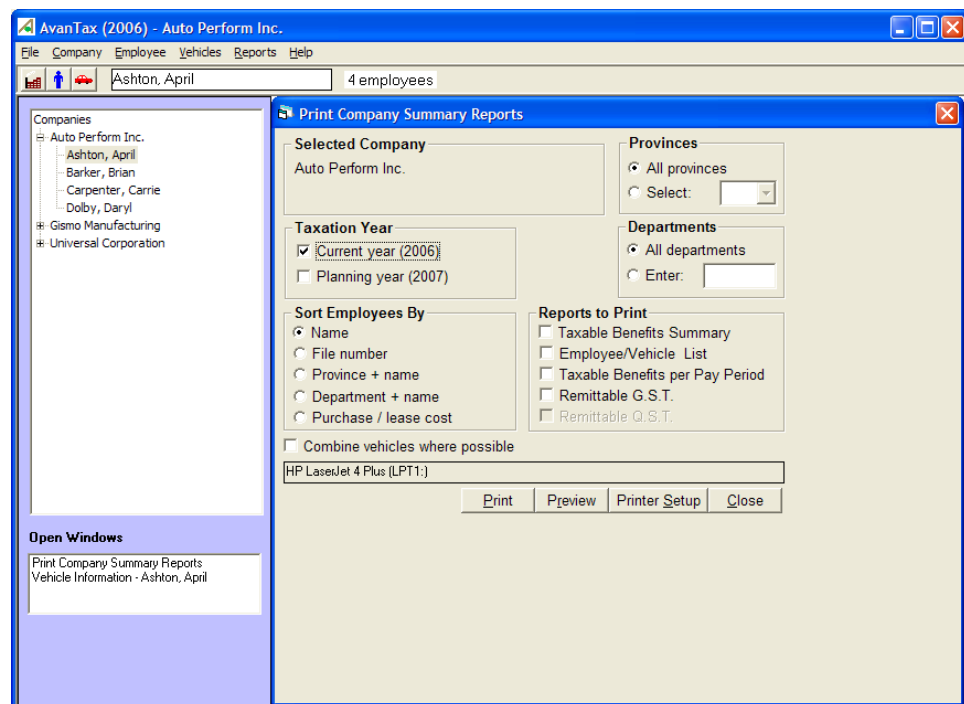 AvanTax (2006) - Auto Perform Inc.
File Company Employee Vehicles Reports Help
Ashton, April
4 employees
Companies
Auto Perform Inc.
Ashton, April
Barker, Brian
Carpenter, Carrie
Dolby, Daryl
Gismo Manufacturing
Universal Corporation
Open Windows
Print Company Summary Reports
Vehicle Information - Ashton, April
Print Company Summary Reports
Selected Company
Auto Perform Inc.
Provinces
All provinces
Select:
Taxation Year
Current year (2006)
Planning year (2007)
Departments
All departments
Enter:
Sort Employees By
Name
File number
Province + name
Department + name
Purchase / lease cost
Reports to Print
Taxable Benefits Summary
Employee/Vehicle List
Taxable Benefits per Pay Period
Remittable G.S.T.
Remittable Q.S.T.
Combine vehicles where possible
HP LaserJet 4 Plus (LPT1:)
Print
Preview
Printer Setup
Close